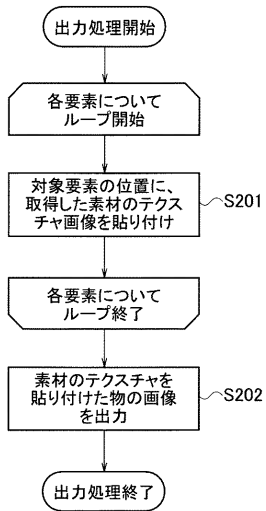 出力処理開始
各要素について
ループ開始
対象要素の位置に、
取得した素材のテクス
チャ画像を貼り付け
S201
各要素について
ループ終了
素材のテクスチャを
貼り付けた物の画像
を出力
S202
出力処理終了